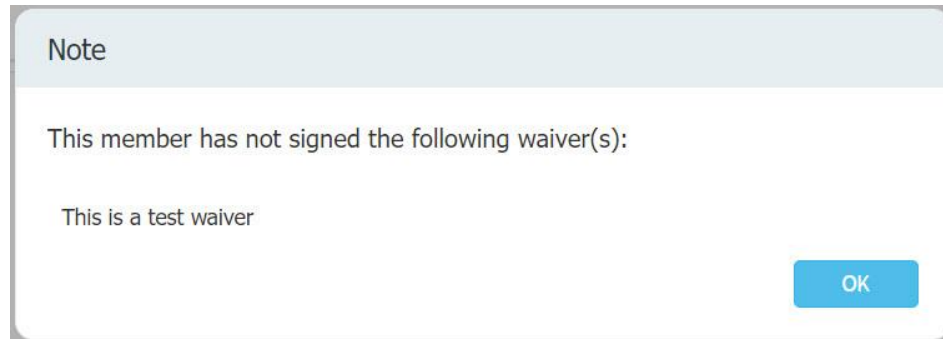 Note
This member has not signed the following waiver(s):
This is a test waiver
OK